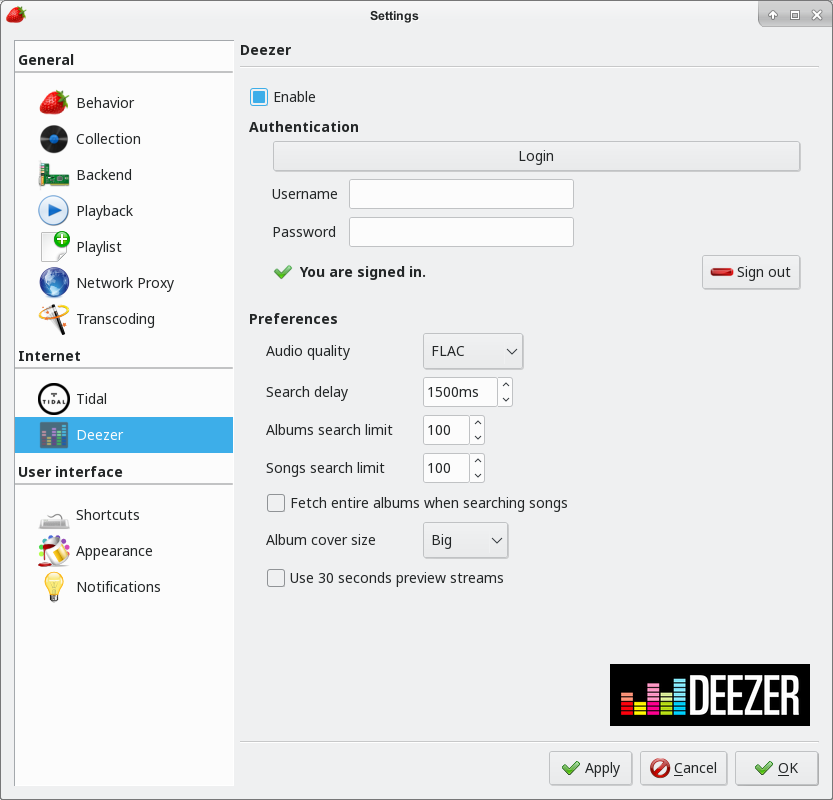 Settings
General
Behavior
Collection
Backend
Playback
Playlist
Network Proxy
Transcoding
Internet
TIDAL
Tidal
Deezer
User interface
Shortcuts
Appearance
Notifications
Deezer
Enable
Authentication
Login
Username
Password
You are signed in.
Sign out
Preferences
Audio quality FLAC
Search delay 1500ms
Albums search limit 100
Songs search limit 100
Fetch entire albums when searching songs
Album cover size Big
Use 30 seconds preview streams
DEEZER
Apply Cancel OK